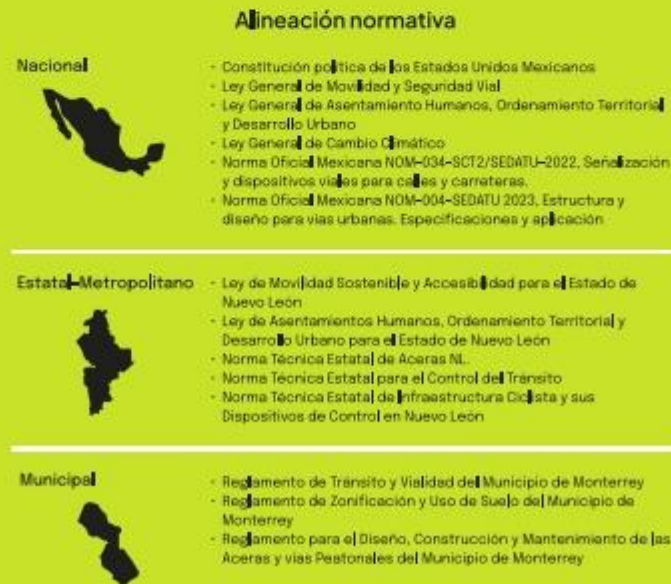 Alineación normativa
Nacional
- Constitución política de los Estados Unidos Mexicanos
- Ley General de Movilidad y Seguridad Vial
- Ley General de Asentamiento Humanos, Ordenamiento Territorial
y Desarrollo Urbano
- Ley General de Cambio Climático
- Norma Oficial Mexicana NOM-034-SCT2/SEDATU-2022, Señalización
y dispositivos viales para calles y carreteras.
- Norma Oficial Mexicana NOM-004-SEDATU 2023, Estructura y
diseño para vías urbanas. Especificaciones y aplicación
Estatal-Metropolitano
- Ley de Movilidad Sostenible y Accesibilidad para el Estado de
Nuevo León
- Ley de Asentamientos Humanos, Ordenamiento Territorial y
Desarrollo Urbano para el Estado de Nuevo León
- Norma Técnica Estatal de Aceras NL.
- Norma Técnica Estatal para el Control del Tránsito
- Norma Técnica Estatal de Infraestructura Ciclista y sus
Dispositivos de Control en Nuevo León
Municipal
- Reglamento de Tránsito y Vialidad del Municipio de Monterrey
- Reglamento de Zonificación y Uso de Suelo del Municipio de
Monterrey
- Reglamento para el Diseño, Construcción y Mantenimiento de las
Aceras y vías Peatonales del Municipio de Monterrey